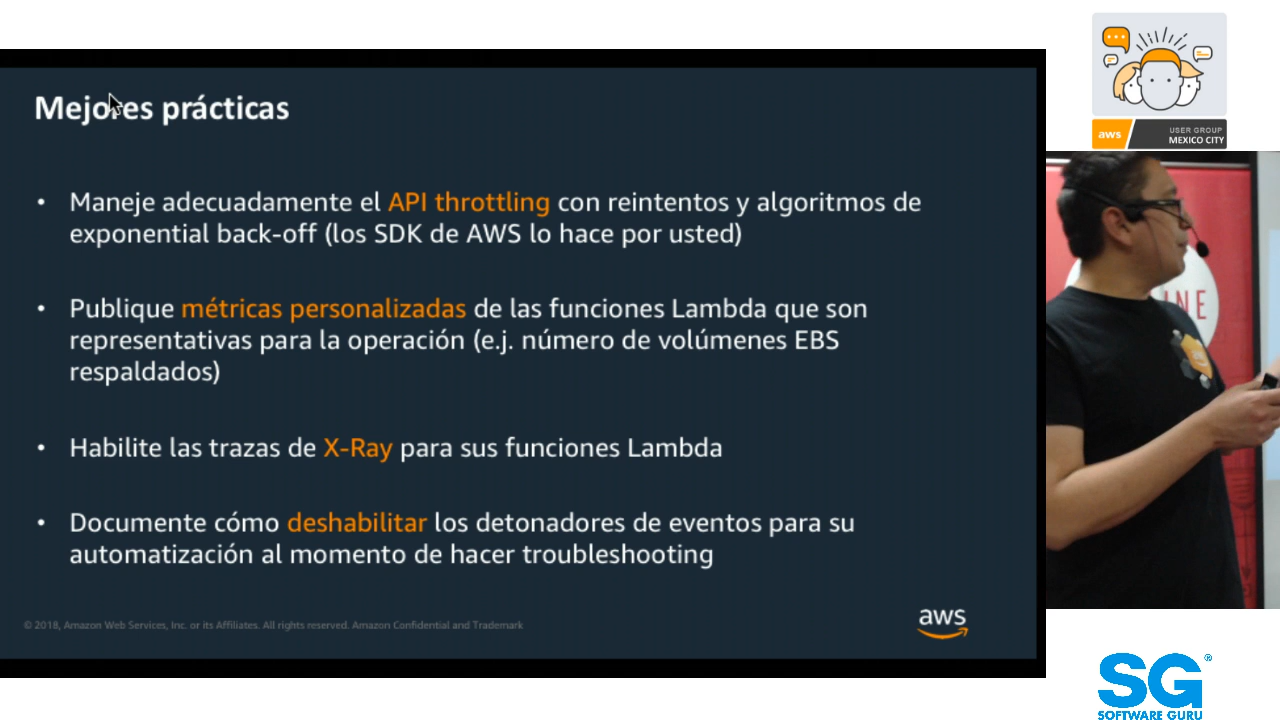 Mejores prácticas
• Maneje adecuadamente el API throttling con reintentos y algoritmos de
exponential back-off (los SDK de AWS lo hace por usted)
• Publique métricas personalizadas de las funciones Lambda que son
representativas para la operación (e.j. número de volúmenes EBS
respaldados)
• Habilite las trazas de X-Ray para sus funciones Lambda
• Documente cómo deshabilitar los detonadores de eventos para su
automatización al momento de hacer troubleshooting
© 2018, Amazon Web Services, Inc. or its Affiliates. All rights reserved. Amazon Confidential and Trademark
aws
aws
USER GROUP
MEXICO CITY
SG®
SOFTWARE GURU